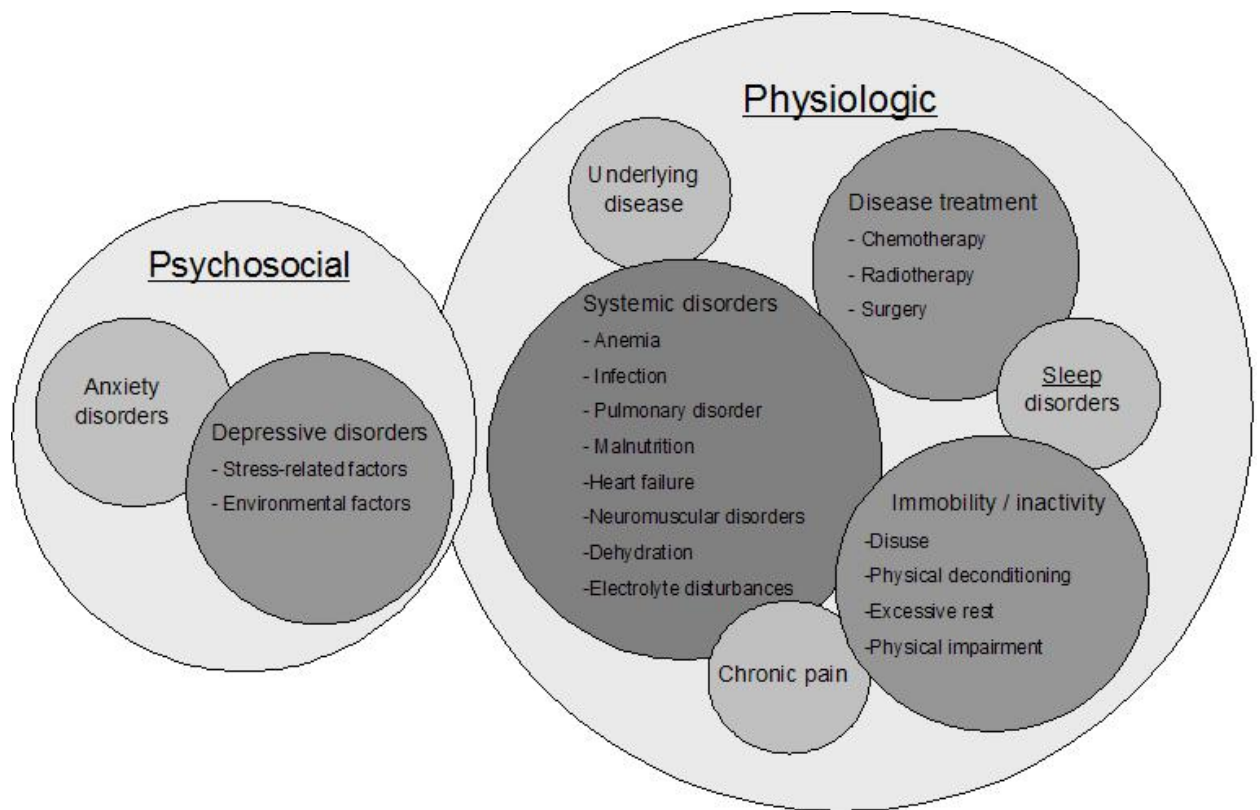 Psychosocial
Anxiety
disorders
Depressive disorders
- Stress-related factors
- Environmental factors
Physiologic
Underlying
disease
Disease treatment
- Chemotherapy
- Radiotherapy
- Surgery
Systemic disorders
- Anemia
- Infection
- Pulmonary disorder
- Malnutrition
-Heart failure
-Neuromuscular disorders
-Dehydration
-Electrolyte disturbances
Sleep
disorders
Immobility / inactivity
-Disuse
-Physical deconditioning
-Excessive rest
-Physical impairment
Chronic pain